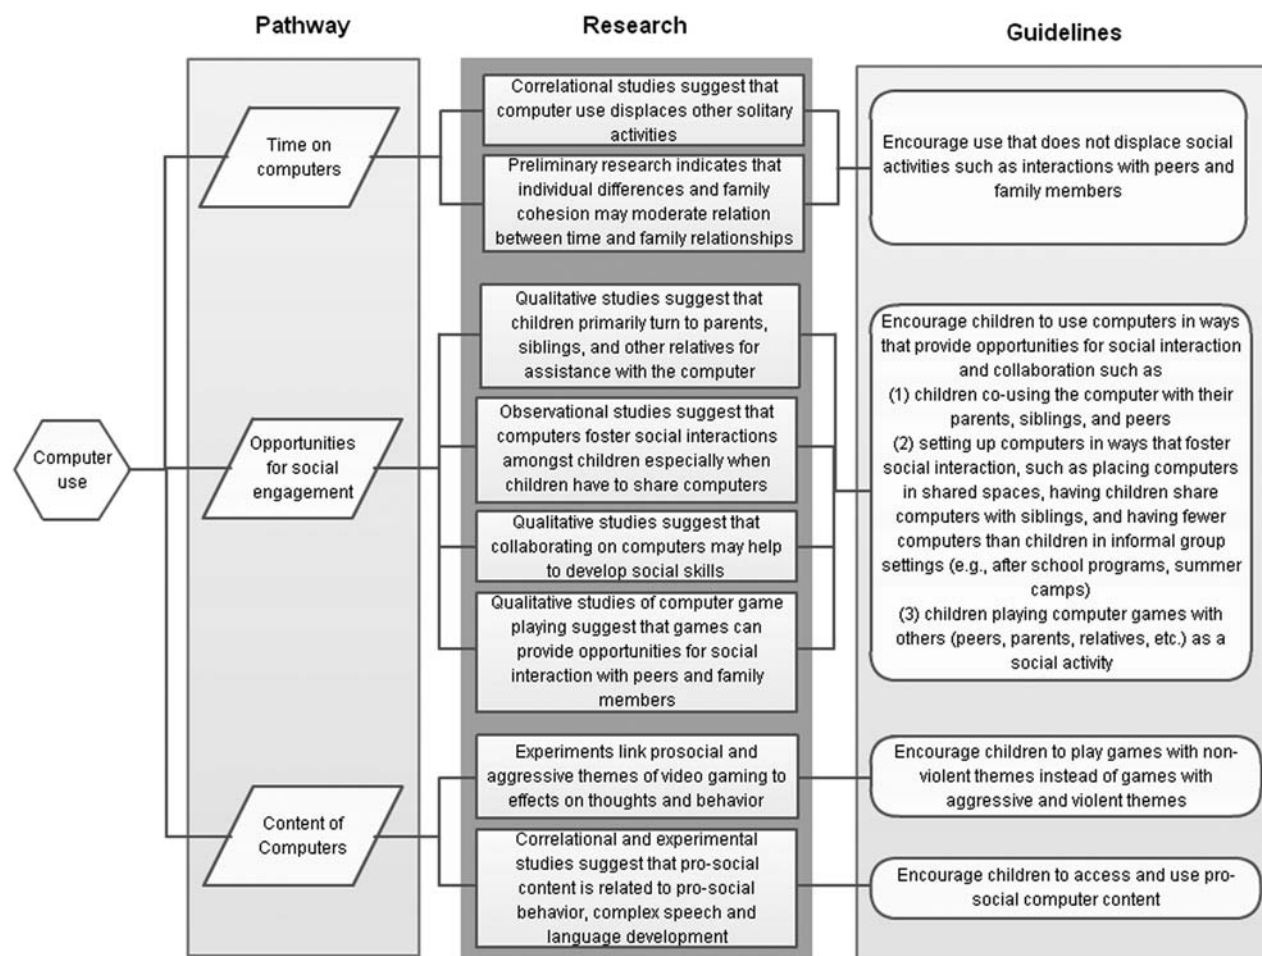 Pathway
Research
Guidelines
Computer
use
Time on
computers
Correlational studies suggest that
computer use displaces other solitary
activities
Preliminary research indicates that
individual differences and family
cohesion may moderate relation
between time and family relationships
Encourage use that does not displace social
activities such as interactions with peers and
family members
Opportunities
for social
engagement
Qualitative studies suggest that
children primarily turn to parents,
siblings, and other relatives for
assistance with the computer
Observational studies suggest that
computers foster social interactions
amongst children especially when
children have to share computers
Qualitative studies suggest that
collaborating on computers may help
to develop social skills
Qualitative studies of computer game
playing suggest that games can
provide opportunities for social
interaction with peers and family
members
Encourage children to use computers in ways
that provide opportunities for social interaction
and collaboration such as
(1) children co-using the computer with their
parents, siblings, and peers
(2) setting up computers in ways that foster
social interaction, such as placing computers
in shared spaces, having children share
computers with siblings, and having fewer
computers than children in informal group
settings (e.g., after school programs, summer
camps)
(3) children playing computer games with
others (peers, parents, relatives, etc.) as a
social activity
Content of
Computers
Experiments link prosocial and
aggressive themes of video gaming to
effects on thoughts and behavior
Correlational and experimental
studies suggest that pro-social
content is related to pro-social
behavior, complex speech and
language development
Encourage children to play games with non-
violent themes instead of games with
aggressive and violent themes
Encourage children to access and use pro-
social computer content